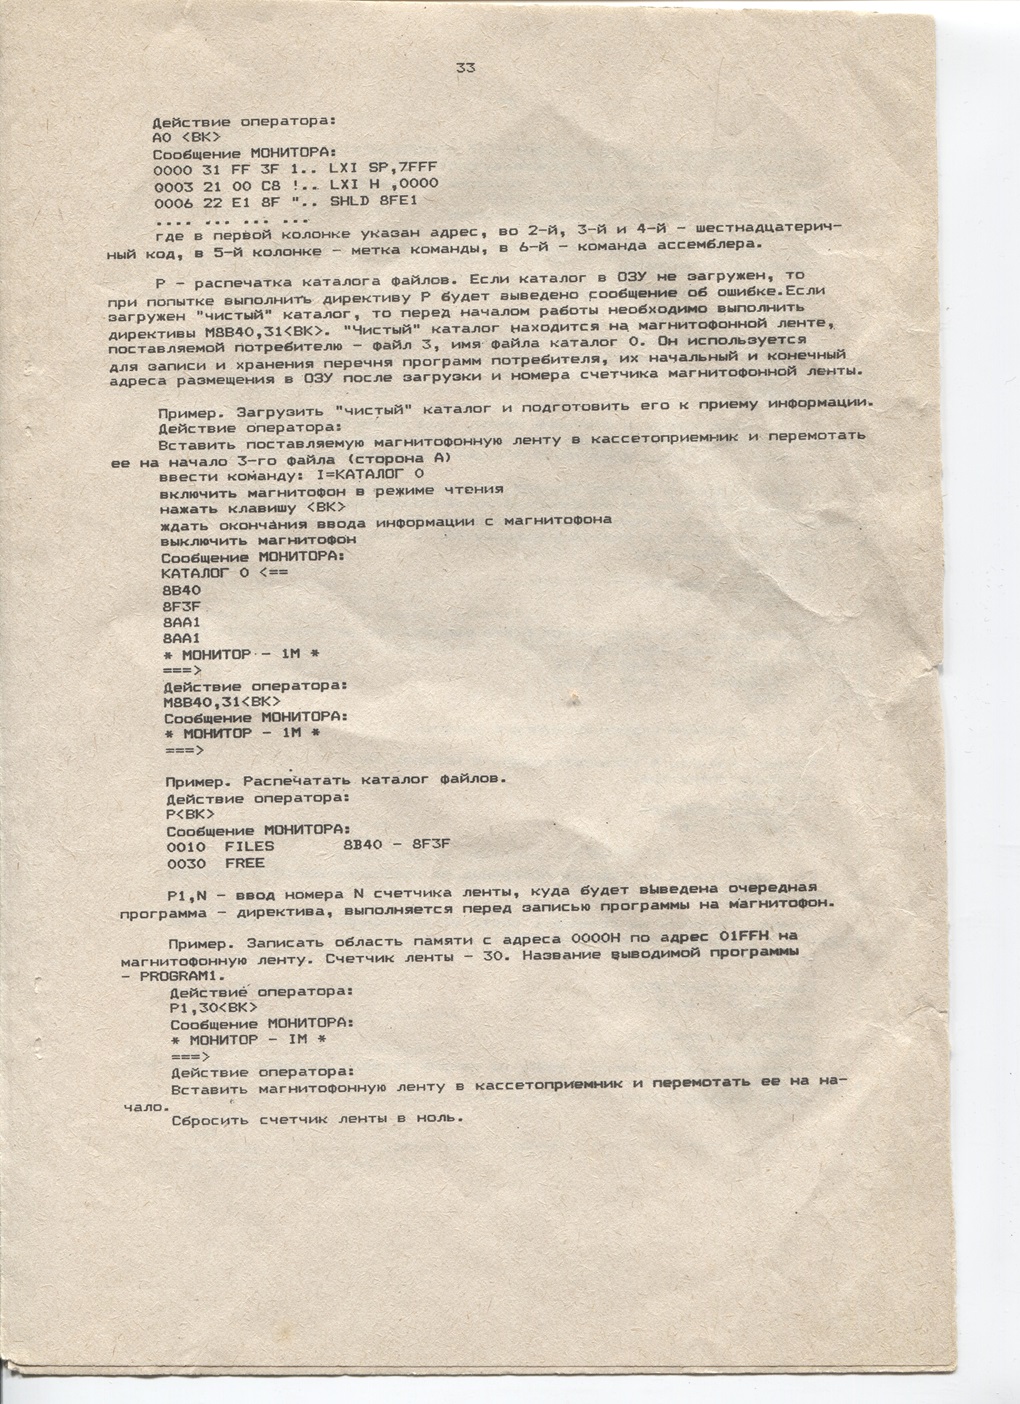 33
Действие оператора:
А0 <ВК>
Сообщение МОНИТОРА:
0000 31 FF 3F 1.. LXI SP,7FFF
0003 21 00 C8 !.. LXI H ,0000
0006 22 E1 8F ".. SHLD 8FE1
.... ... ... ...
где в первой колонке указан адрес, во 2-й, 3-й и 4-й - шестнадцатерич-
ный код, в 5-й колонке - метка команды, в 6-й - команда ассемблера.
P - распечатка каталога файлов. Если каталог в ОЗУ не загружен, то
при попытке выполнить директиву P будет выведено сообщение об ошибке.Если
загружен "чистый" каталог, то перед началом работы необходимо выполнить
директивы M8B40,31<ВК>. "Чистый" каталог находится на магнитофонной ленте,
поставляемой потребителю - файл 3, имя файла каталог 0. Он используется
для записи и хранения перечня программ потребителя, их начальный и конечный
адреса размещения в ОЗУ после загрузки и номера счетчика магнитофонной ленты.
Пример. Загрузить "чистый" каталог и подготовить его к приему информации.
Действие оператора:
Вставить поставляемую магнитофонную ленту в кассетоприемник и перемотать
ее на начало 3-го файла (сторона А)
ввести команду: I=КАТАЛОГ 0
включить магнитофон в режиме чтения
нажать клавишу <ВК>
ждать окончания ввода информации с магнитофона
выключить магнитофон
Сообщение МОНИТОРА:
КАТАЛОГ 0 <==
8B40
8F3F
8AA1
8AA1
* МОНИТОР - 1М *
===>
Действие оператора:
M8B40,31<ВК>
Сообщение МОНИТОРА:
* МОНИТОР - 1М *
===>
Пример. Распечатать каталог файлов.
Действие оператора:
P<ВК>
Сообщение МОНИТОРА:
0010 FILES 8B40 - 8F3F
0030 FREE
P1,N - ввод номера N счетчика ленты, куда будет выведена очередная
программа - директива, выполняется перед записью программы на магнитофон.
Пример. Записать область памяти с адреса 0000H по адрес 01FFH на
магнитофонную ленту. Счетчик ленты - 30. Название выводимой программы
- PROGRAM1.
Действие оператора:
P1,30<ВК>
Сообщение МОНИТОРА:
* МОНИТОР - IM *
===>
Действие оператора:
Вставить магнитофонную ленту в кассетоприемник и перемотать ее на на-
чало.
Сбросить счетчик ленты в ноль.